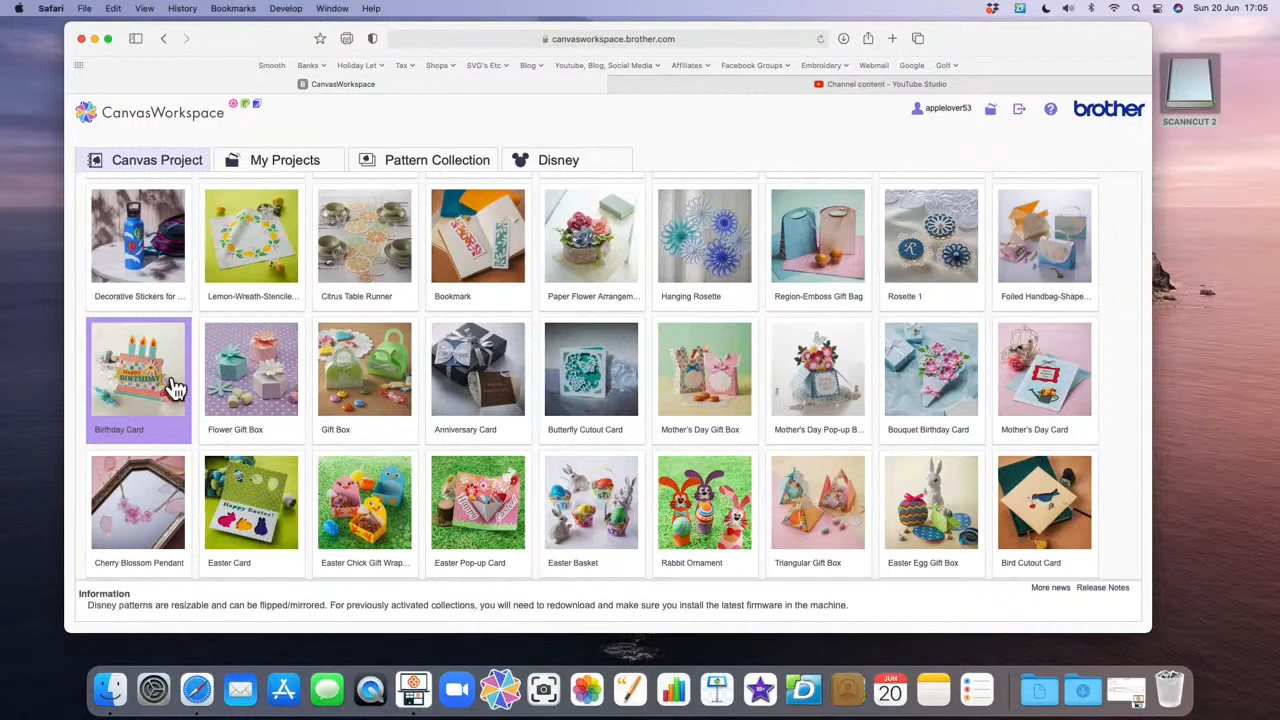 Safari File Edit View History Bookmarks Develop Window Help
Sun 20 Jun 17:05
canvasworkspace.brother.com
Smooth Banks Holiday Let Tax Shops SVG's Etc Blog Youtube, Blog, Social Media Affiliates Facebook Groups Embroidery Webmail Google Golf
CanvasWorkspace
Channel content - YouTube Studio
SCANNCUT 2
CanvasWorkspace
applelover53
brother
Canvas Project
My Projects
Pattern Collection
Disney
Decorative Stickers for ...
Lemon-Wreath-Stencile...
Citrus Table Runner
Bookmark
Paper Flower Arrangem...
Hanging Rosette
Region-Emboss Gift Bag
Rosette 1
Foiled Handbag-Shape...
Happy
BIRTHDAY
Birthday Card
Flower Gift Box
Gift Box
Anniversary Card
Butterfly Cutout Card
Mother's Day Gift Box
Mother's Day Pop-up B...
Bouquet Birthday Card
Mother's Day Card
Happy Easter!
Cherry Blossom Pendant
Easter Card
Easter Chick Gift Wrap...
Easter Pop-up Card
Easter Basket
Rabbit Ornament
Triangular Gift Box
Easter Egg Gift Box
Bird Cutout Card
Information
More news Release Notes
Disney patterns are resizable and can be flipped/mirrored. For previously activated collections, you will need to redownload and make sure you install the latest firmware in the machine.
JUN
20